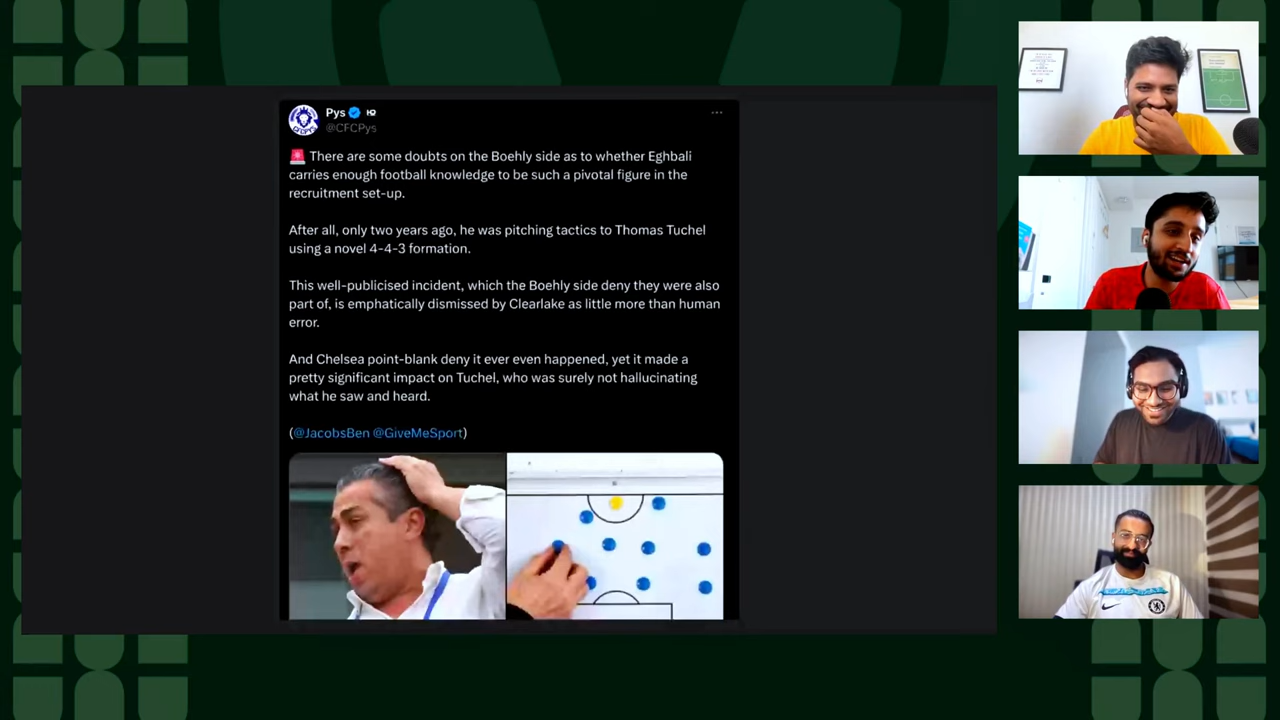 Pys
@CFCPys
🚨 There are some doubts on the Boehly side as to whether Eghbali
carries enough football knowledge to be such a pivotal figure in the
recruitment set-up.
After all, only two years ago, he was pitching tactics to Thomas Tuchel
using a novel 4-4-3 formation.
This well-publicised incident, which the Boehly side deny they were also
part of, is emphatically dismissed by Clearlake as little more than human
error.
And Chelsea point-blank deny it ever even happened, yet it made a
pretty significant impact on Tuchel, who was surely not hallucinating
what he saw and heard.
(@JacobsBen @GiveMeSport)